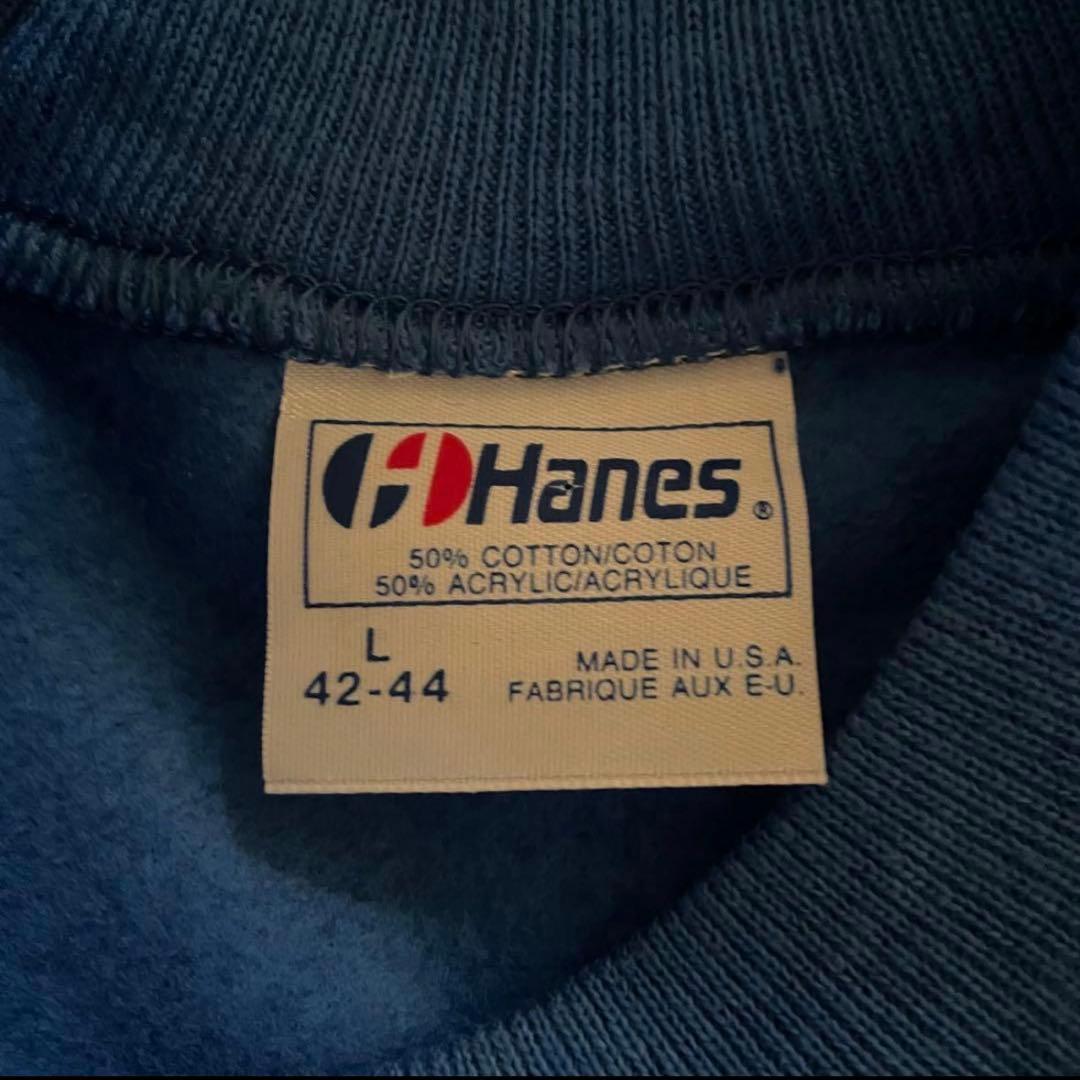 Hanes®
50% COTTON/COTON
50% ACRYLIC/ACRYLIQUE
L
42-44
MADE IN U.S.A.
FABRIQUE AUX E-U.